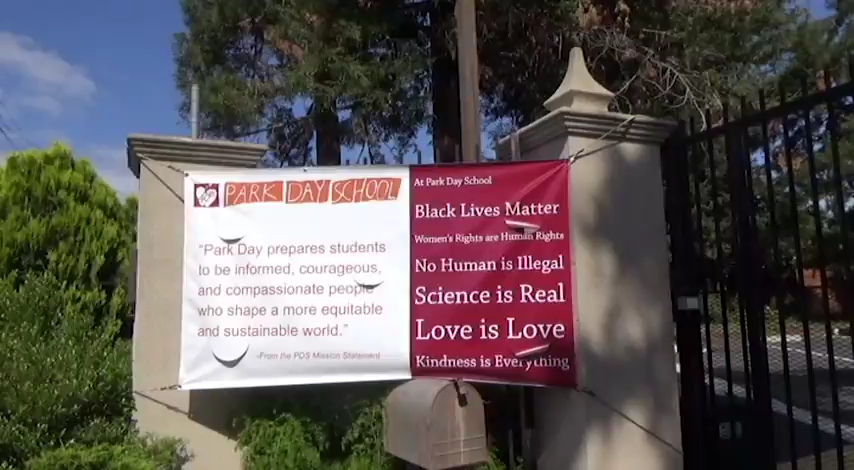 PARK DAY SCHOOL
"Park Day prepares students
to be informed, courageous,
and compassionate people
who shape a more equitable
and sustainable world."
-From the PDS Mission Statement
At Park Day School
Black Lives Matter
Women's Rights are Human Rights
No Human is Illegal
Science is Real
Love is Love
Kindness is Everything